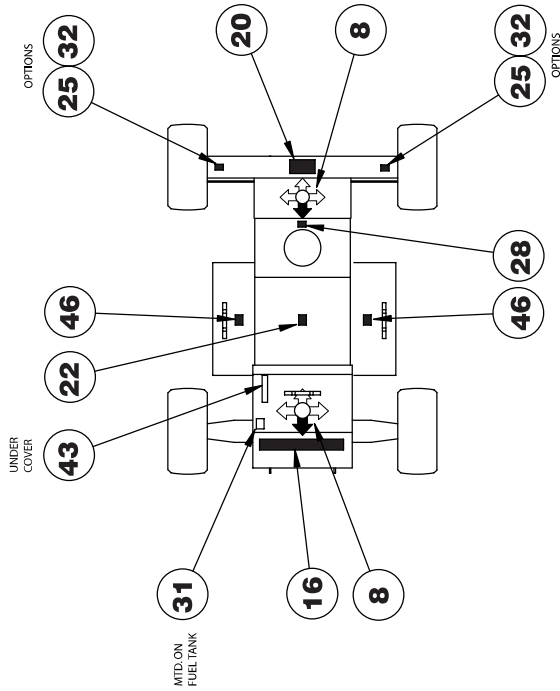 UNDER
COVER
OPTIONS
43
22
46
25 32
MTD. ON
FUEL TANK
31
20
16
8
8
46
28
25 32
OPTIONS